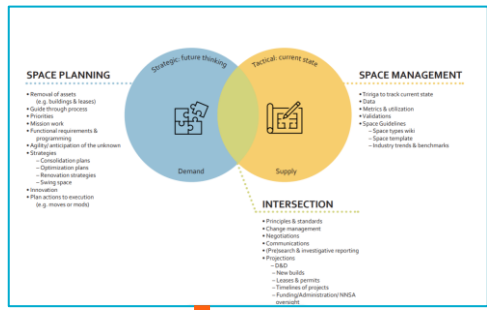 Strategic: future thinking
Tactical: current state
SPACE PLANNING
• Removal of assets
(e.g. buildings & leases)
• Guide through process
• Priorities
• Mission work
• Functional requirements &
programming
• Agility/ anticipation of the unknown
• Strategies
– Consolidation plans
– Optimization plans
– Renovation strategies
– Swing space
• Innovation
• Plan actions to execution
(e.g. moves or mods)
Demand
Supply
SPACE MANAGEMENT
• Tririga to track current state
• Data
• Metrics & utilization
• Validations
• Space Guidelines
– Space types wiki
– Space template
– Industry trends & benchmarks
INTERSECTION
• Principles & standards
• Change management
• Negotiations
• Communications
• (Pre)search & investigative reporting
• Projections
– D&D
– New builds
– Leases & permits
– Timelines of projects
– Funding/Administration/ NNSA
oversight